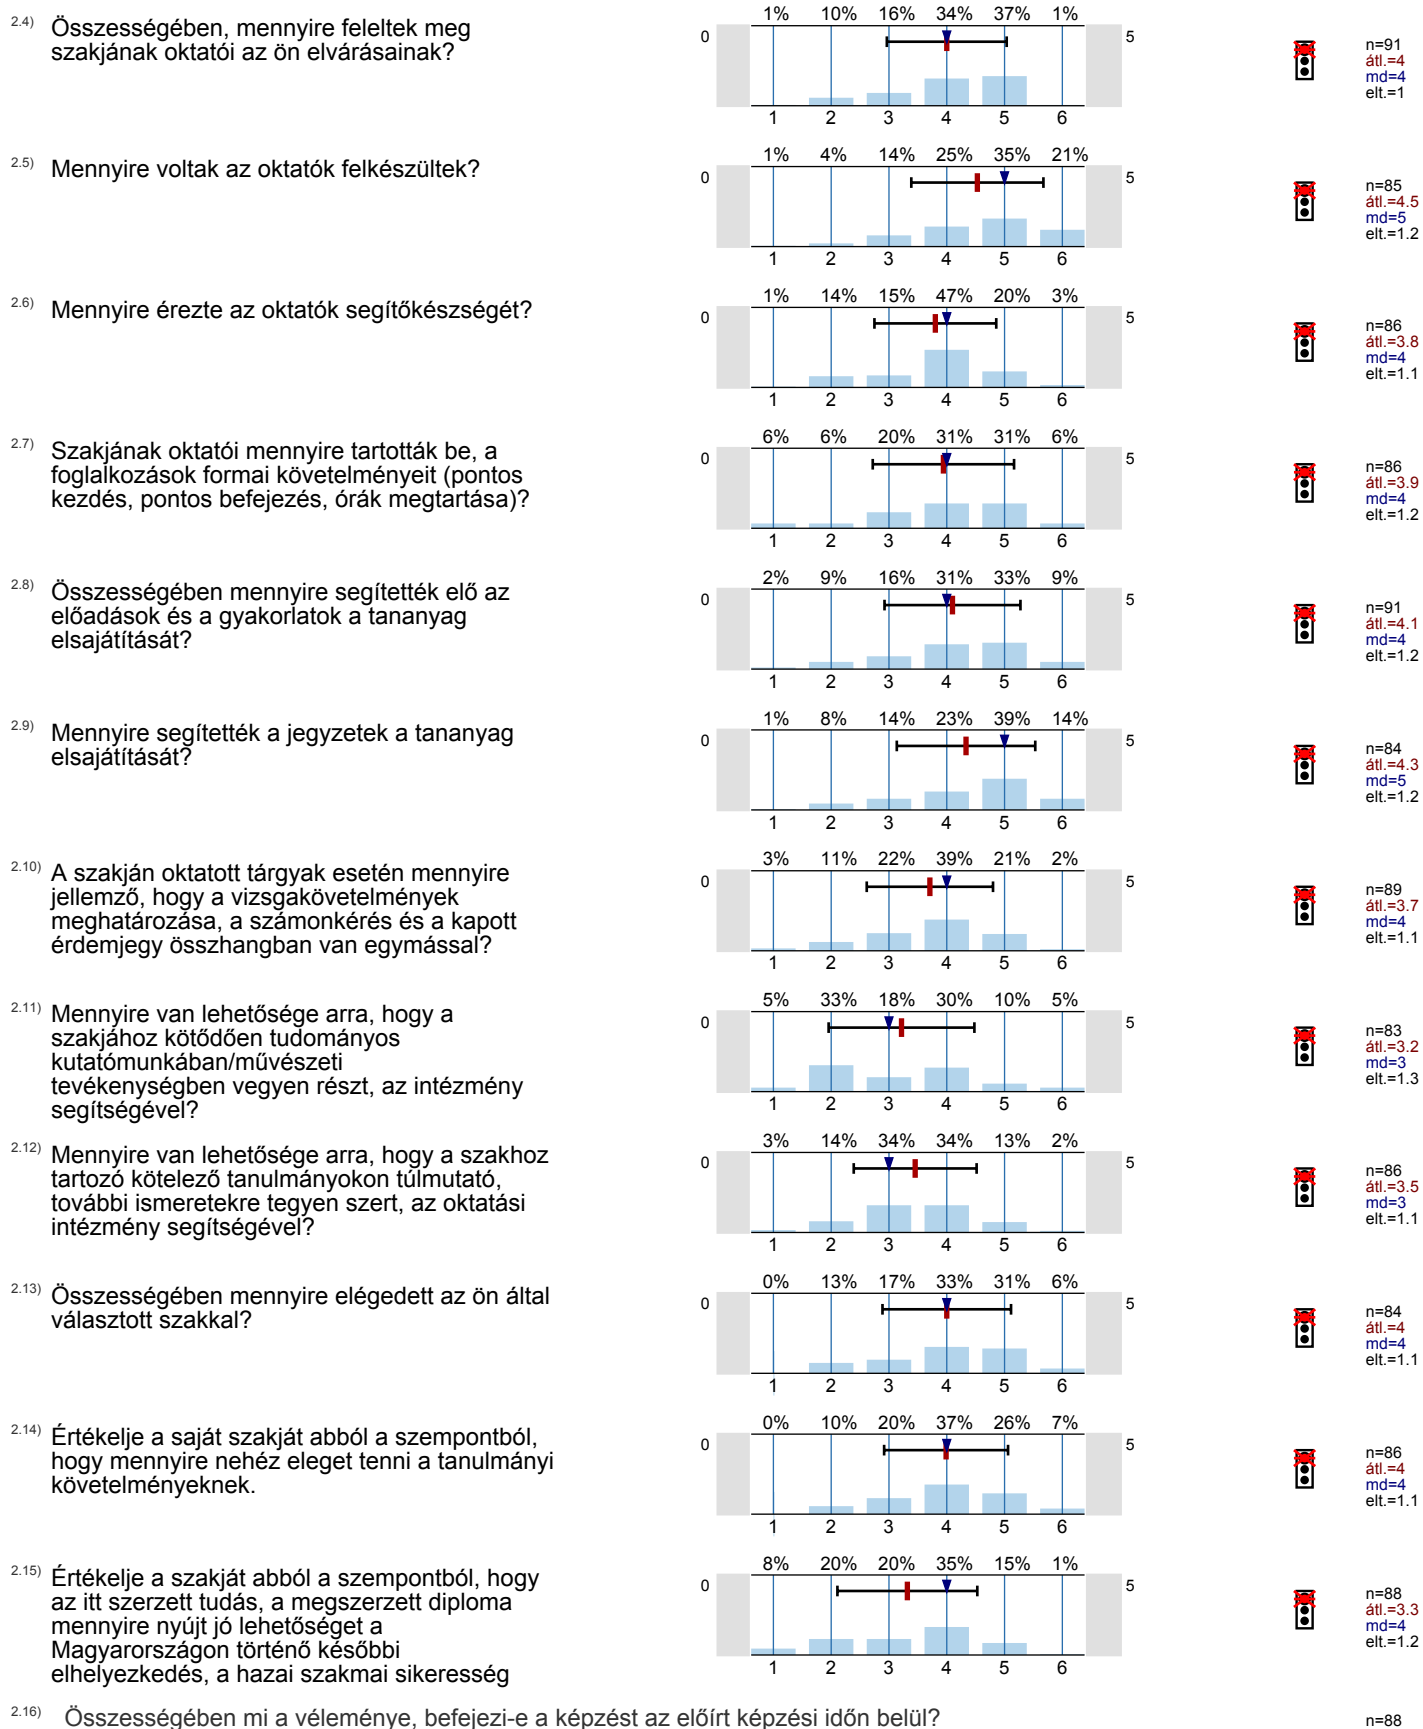 2.4) Összességében, mennyire feleltek meg
szakjának oktatói az ön elvárásainak?
1% 10% 16% 34% 37% 1%
0 5
1 2 3 4 5 6
n=91
átl.=4
md=4
elt.=1
2.5) Mennyire voltak az oktatók felkészültek?
1% 4% 14% 25% 35% 21%
0 5
1 2 3 4 5 6
n=85
átl.=4.5
md=5
elt.=1.2
2.6) Mennyire érezte az oktatók segítőkészségét?
1% 14% 15% 47% 20% 3%
0 5
1 2 3 4 5 6
n=86
átl.=3.8
md=4
elt.=1.1
2.7) Szakjának oktatói mennyire tartották be, a
foglalkozások formai követelményeit (pontos
kezdés, pontos befejezés, órák megtartása)?
6% 6% 20% 31% 31% 6%
0 5
1 2 3 4 5 6
n=86
átl.=3.9
md=4
elt.=1.2
2.8) Összességében mennyire segítették elő az
előadások és a gyakorlatok a tananyag
elsajátítását?
2% 9% 16% 31% 33% 9%
0 5
1 2 3 4 5 6
n=91
átl.=4.1
md=4
elt.=1.2
2.9) Mennyire segítették a jegyzetek a tananyag
elsajátítását?
1% 8% 14% 23% 39% 14%
0 5
1 2 3 4 5 6
n=84
átl.=4.3
md=5
elt.=1.2
2.10) A szakján oktatott tárgyak esetén mennyire
jellemző, hogy a vizsgakövetelmények
meghatározása, a számonkérés és a kapott
érdemjegy összhangban van egymással?
3% 11% 22% 39% 21% 2%
0 5
1 2 3 4 5 6
n=89
átl.=3.7
md=4
elt.=1.1
2.11) Mennyire van lehetősége arra, hogy a
szakjához kötődően tudományos
kutatómunkában/művészeti
tevékenységben vegyen részt, az intézmény
segítségével?
5% 33% 18% 30% 10% 5%
0 5
1 2 3 4 5 6
n=83
átl.=3.2
md=3
elt.=1.3
2.12) Mennyire van lehetősége arra, hogy a szakhoz
tartozó kötelező tanulmányokon túlmutató,
további ismeretekre tegyen szert, az oktatási
intézmény segítségével?
3% 14% 34% 34% 13% 2%
0 5
1 2 3 4 5 6
n=86
átl.=3.5
md=3
elt.=1.1
2.13) Összességében mennyire elégedett az ön által
választott szakkal?
0% 13% 17% 33% 31% 6%
0 5
1 2 3 4 5 6
n=84
átl.=4
md=4
elt.=1.1
2.14) Értékelje a saját szakját abból a szempontból,
hogy mennyire nehéz eleget tenni a tanulmányi
követelményeknek.
0% 10% 20% 37% 26% 7%
0 5
1 2 3 4 5 6
n=86
átl.=4
md=4
elt.=1.1
2.15) Értékelje a szakját abból a szempontból, hogy
az itt szerzett tudás, a megszerzett diploma
mennyire nyújt jó lehetőséget a
Magyarországon történő későbbi
elhelyezkedés, a hazai szakmai sikeresség
8% 20% 20% 35% 15% 1%
0 5
1 2 3 4 5 6
n=88
átl.=3.3
md=4
elt.=1.2
2.16) Összességében mi a véleménye, befejezi-e a képzést az előírt képzési időn belül?
n=88